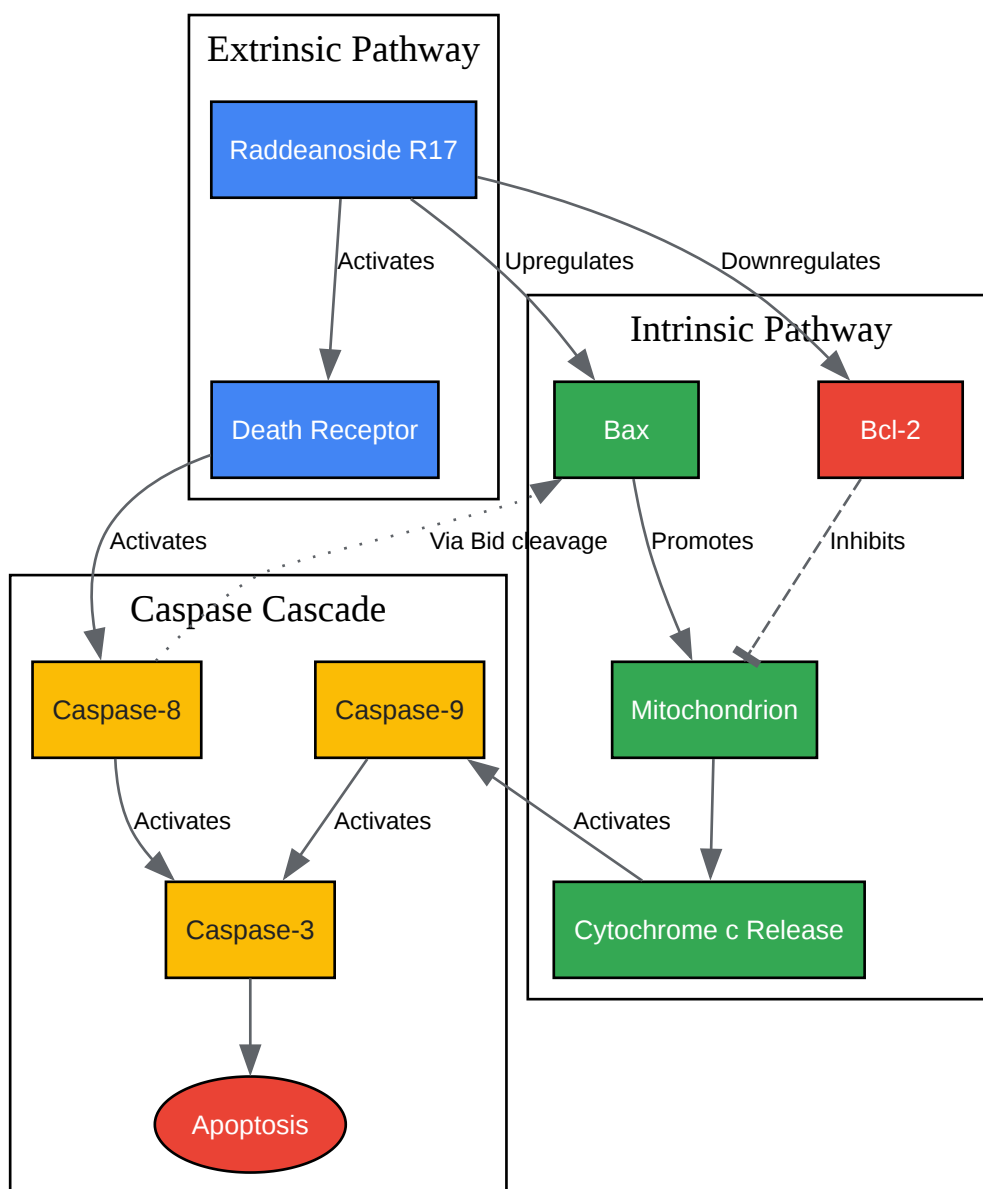 Extrinsic Pathway
Raddeanoside R17
Activates
Upregulates
Downregulates
Intrinsic Pathway
Death Receptor
Bax
Bcl-2
Activates
Via Bid cleavage
Promotes
Inhibits
Caspase Cascade
Caspase-8
Caspase-9
Mitochondrion
Activates
Activates
Activates
Caspase-3
Cytochrome c Release
Apoptosis